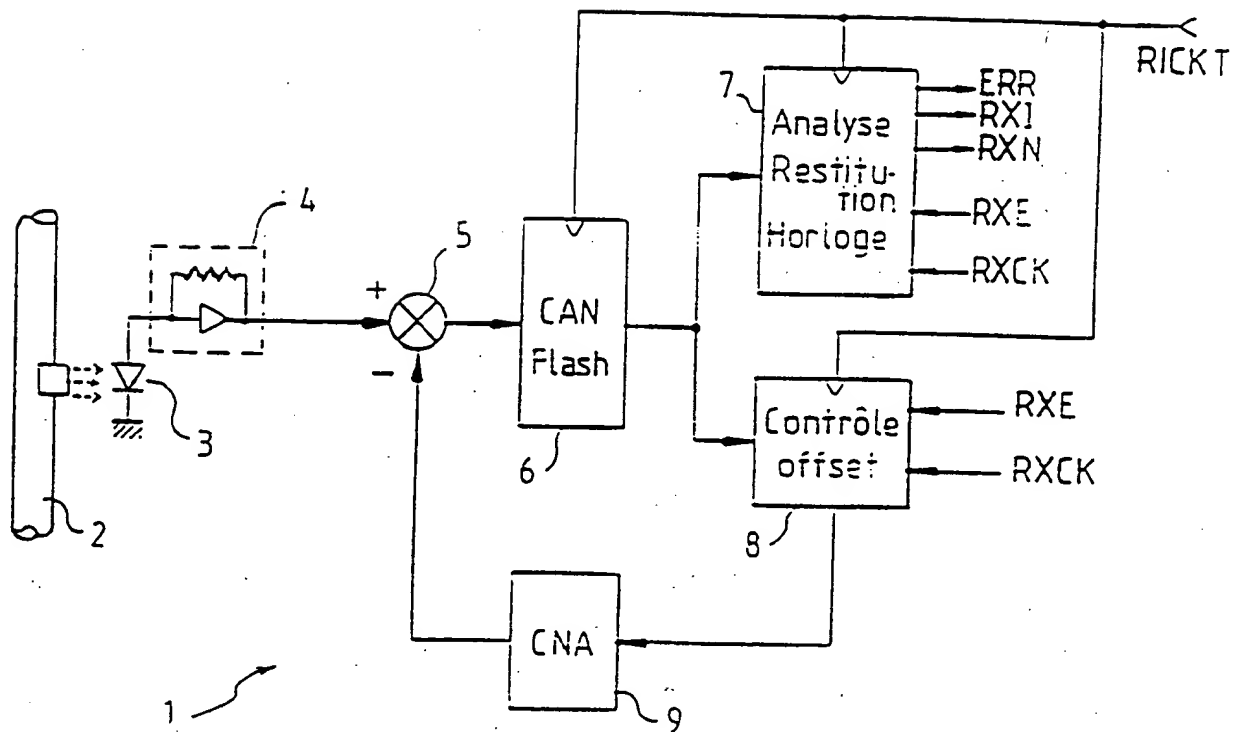 RICKT
7
Analyse
Restitu-
tion
Horloge
ERR
RXI
RXN
RXE
RXCK
4
5
+
-
CAN
Flash
6
3
2
Contrôle
offset
RXE
RXCK
8
CNA
9
1